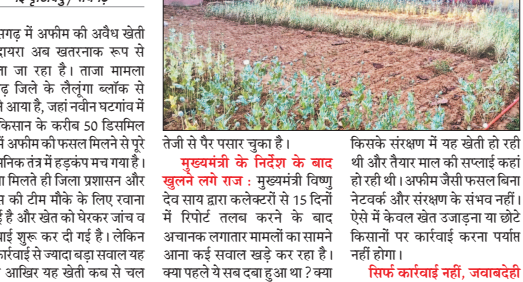 में अफीम की अवैध खेती
दायरा अब खतरनाक रूप से
जा रहा है। ताजा मामला
जिले के लैलूंगा ब्लॉक से
आया है, जहां नवीन घटगांव में
किसान के करीब 50 डिसमिल
में अफीम की फसल मिलने से पूरे
तंत्र में हड़कंप मच गया है।
मिलते ही जिला प्रशासन और
की टीम मौके के लिए रवाना
है और खेत को घेरकर जांच व
शुरू कर दी गई है। लेकिन
से ज्यादा बड़ा सवाल यह
आखिर यह खेती कब से चल
तेजी से पैर पसार चुका है।
मुख्यमंत्री के निर्देश के बाद
खुलने लगे राज : मुख्यमंत्री विष्णु
देव साय द्वारा कलेक्टरों से 15 दिनों
में रिपोर्ट तलब करने के बाद
अचानक लगातार मामलों का सामने
आना कई सवाल खड़े कर रहा है।
क्या पहले ये सब दबा हुआ था ? क्या
किसके संरक्षण में यह खेती हो रही
थी और तैयार माल की सप्लाई कहां
हो रही थी। अफीम जैसी फसल बिना
नेटवर्क और संरक्षण के संभव नहीं।
ऐसे में केवल खेत उजाड़ना या छोटे
किसानों पर कार्रवाई करना पर्याप्त
नहीं होगा।
सिर्फ कार्रवाई नहीं, जवाबदेही